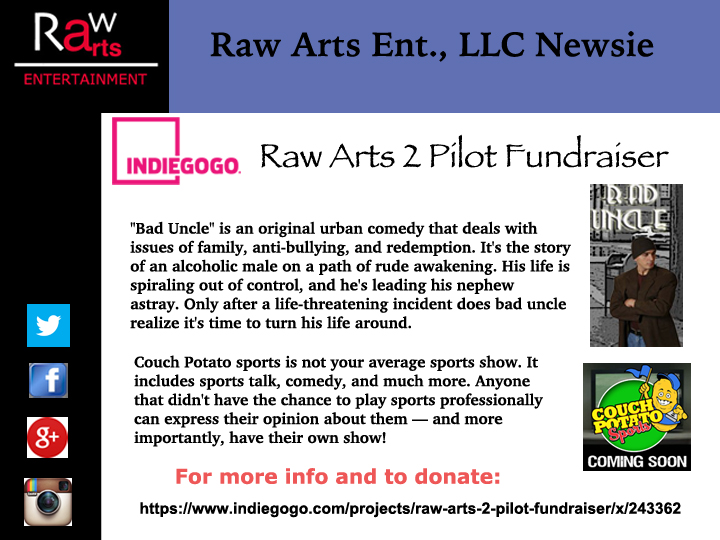 Raw Arts
ENTERTAINMENT
Raw Arts Ent., LLC Newsie
INDIEGOGO.
Raw Arts 2 Pilot Fundraiser
BAD
UNCLE
"Bad Uncle" is an original urban comedy that deals with
issues of family, anti-bullying, and redemption. It's the story
of an alcoholic male on a path of rude awakening. His life is
spiraling out of control, and he's leading his nephew
astray. Only after a life-threatening incident does bad uncle
realize it's time to turn his life around.
Couch Potato sports is not your average sports show. It
includes sports talk, comedy, and much more. Anyone
that didn't have the chance to play sports professionally
can express their opinion about them — and more
importantly, have their own show!
COUCH
POTATO
Sports
COMING SOON
For more info and to donate:
https://www.indiegogo.com/projects/raw-arts-2-pilot-fundraiser/x/243362
f
g+